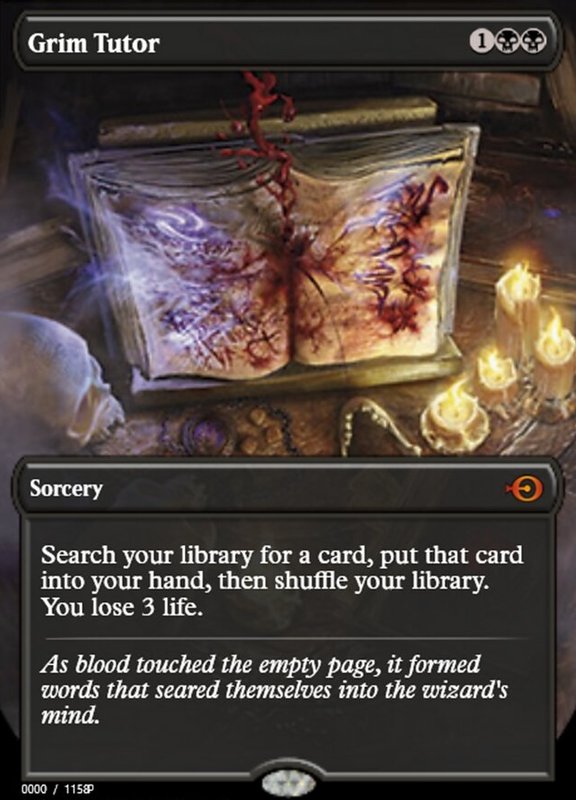 Grim Tutor
1
Sorcery
Search your library for a card, put that card
into your hand, then shuffle your library.
You lose 3 life.
As blood touched the empty page, it formed
words that seared themselves into the wizard's
mind.
0000 / 1158P